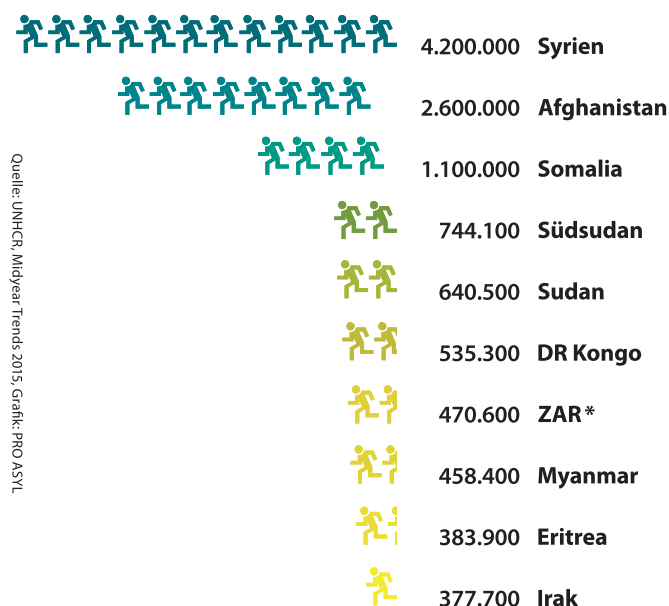 4.200.000 Syrien
2.600.000 Afghanistan
1.100.000 Somalia
744.100 Südsudan
640.500 Sudan
535.300 DR Kongo
470.600 ZAR*
458.400 Myanmar
383.900 Eritrea
377.700 Irak
Quelle: UNHCR, Midyear Trends 2015, Grafik: PRO ASYL